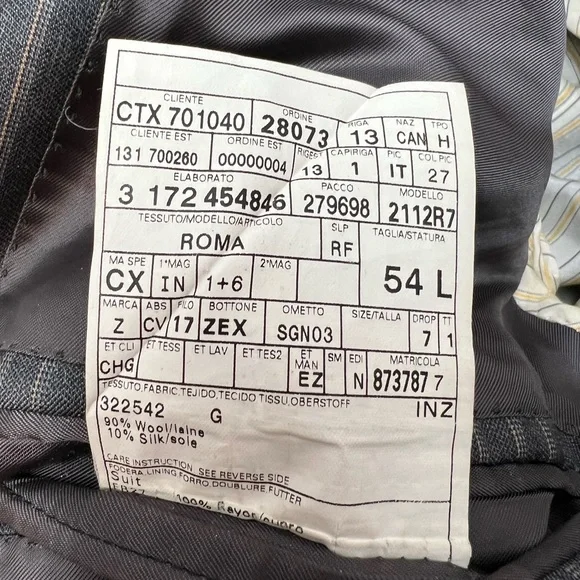 CLIENTE ORDINE RIGA NAZ TPO
CTX 701040 28073 13 CAN H
ORDINE EST RIGEST CAPIRIGA PIC COL PIC
131 700260 00000004 13 1 IT 27
ELABORATO PACCO MODELLO
3 172 454846 279698 2112R7
TESSUTO/MODELLO/ARTICOLO SLP TAGLIA/STATURA
ROMA RF 54 L
MA SPE 1°MAG 2°MAG
CX IN 1+6
MARCA ABS FILO BOTTONE OMETTO SIZE/TALLA DROP TT
Z CV 17 ZEX SGN03 7 1
ET CLI ET TESS ET LAV ET TES2 ET MAN SM EDI MATRICOLA
CHG EZ N 873787 7
TESSUTO,FABRIC,TEJIDO,TECIDO TISSU,OBERSTOFF INZ
322542 G
90% Wool/laine
10% Silk/soie
CARE INSTRUCTION SEE REVERSE SIDE
FODERA,LINING FORRO,DOUBLURE,FUTTER
Suit
100% Rayon/cupro
G